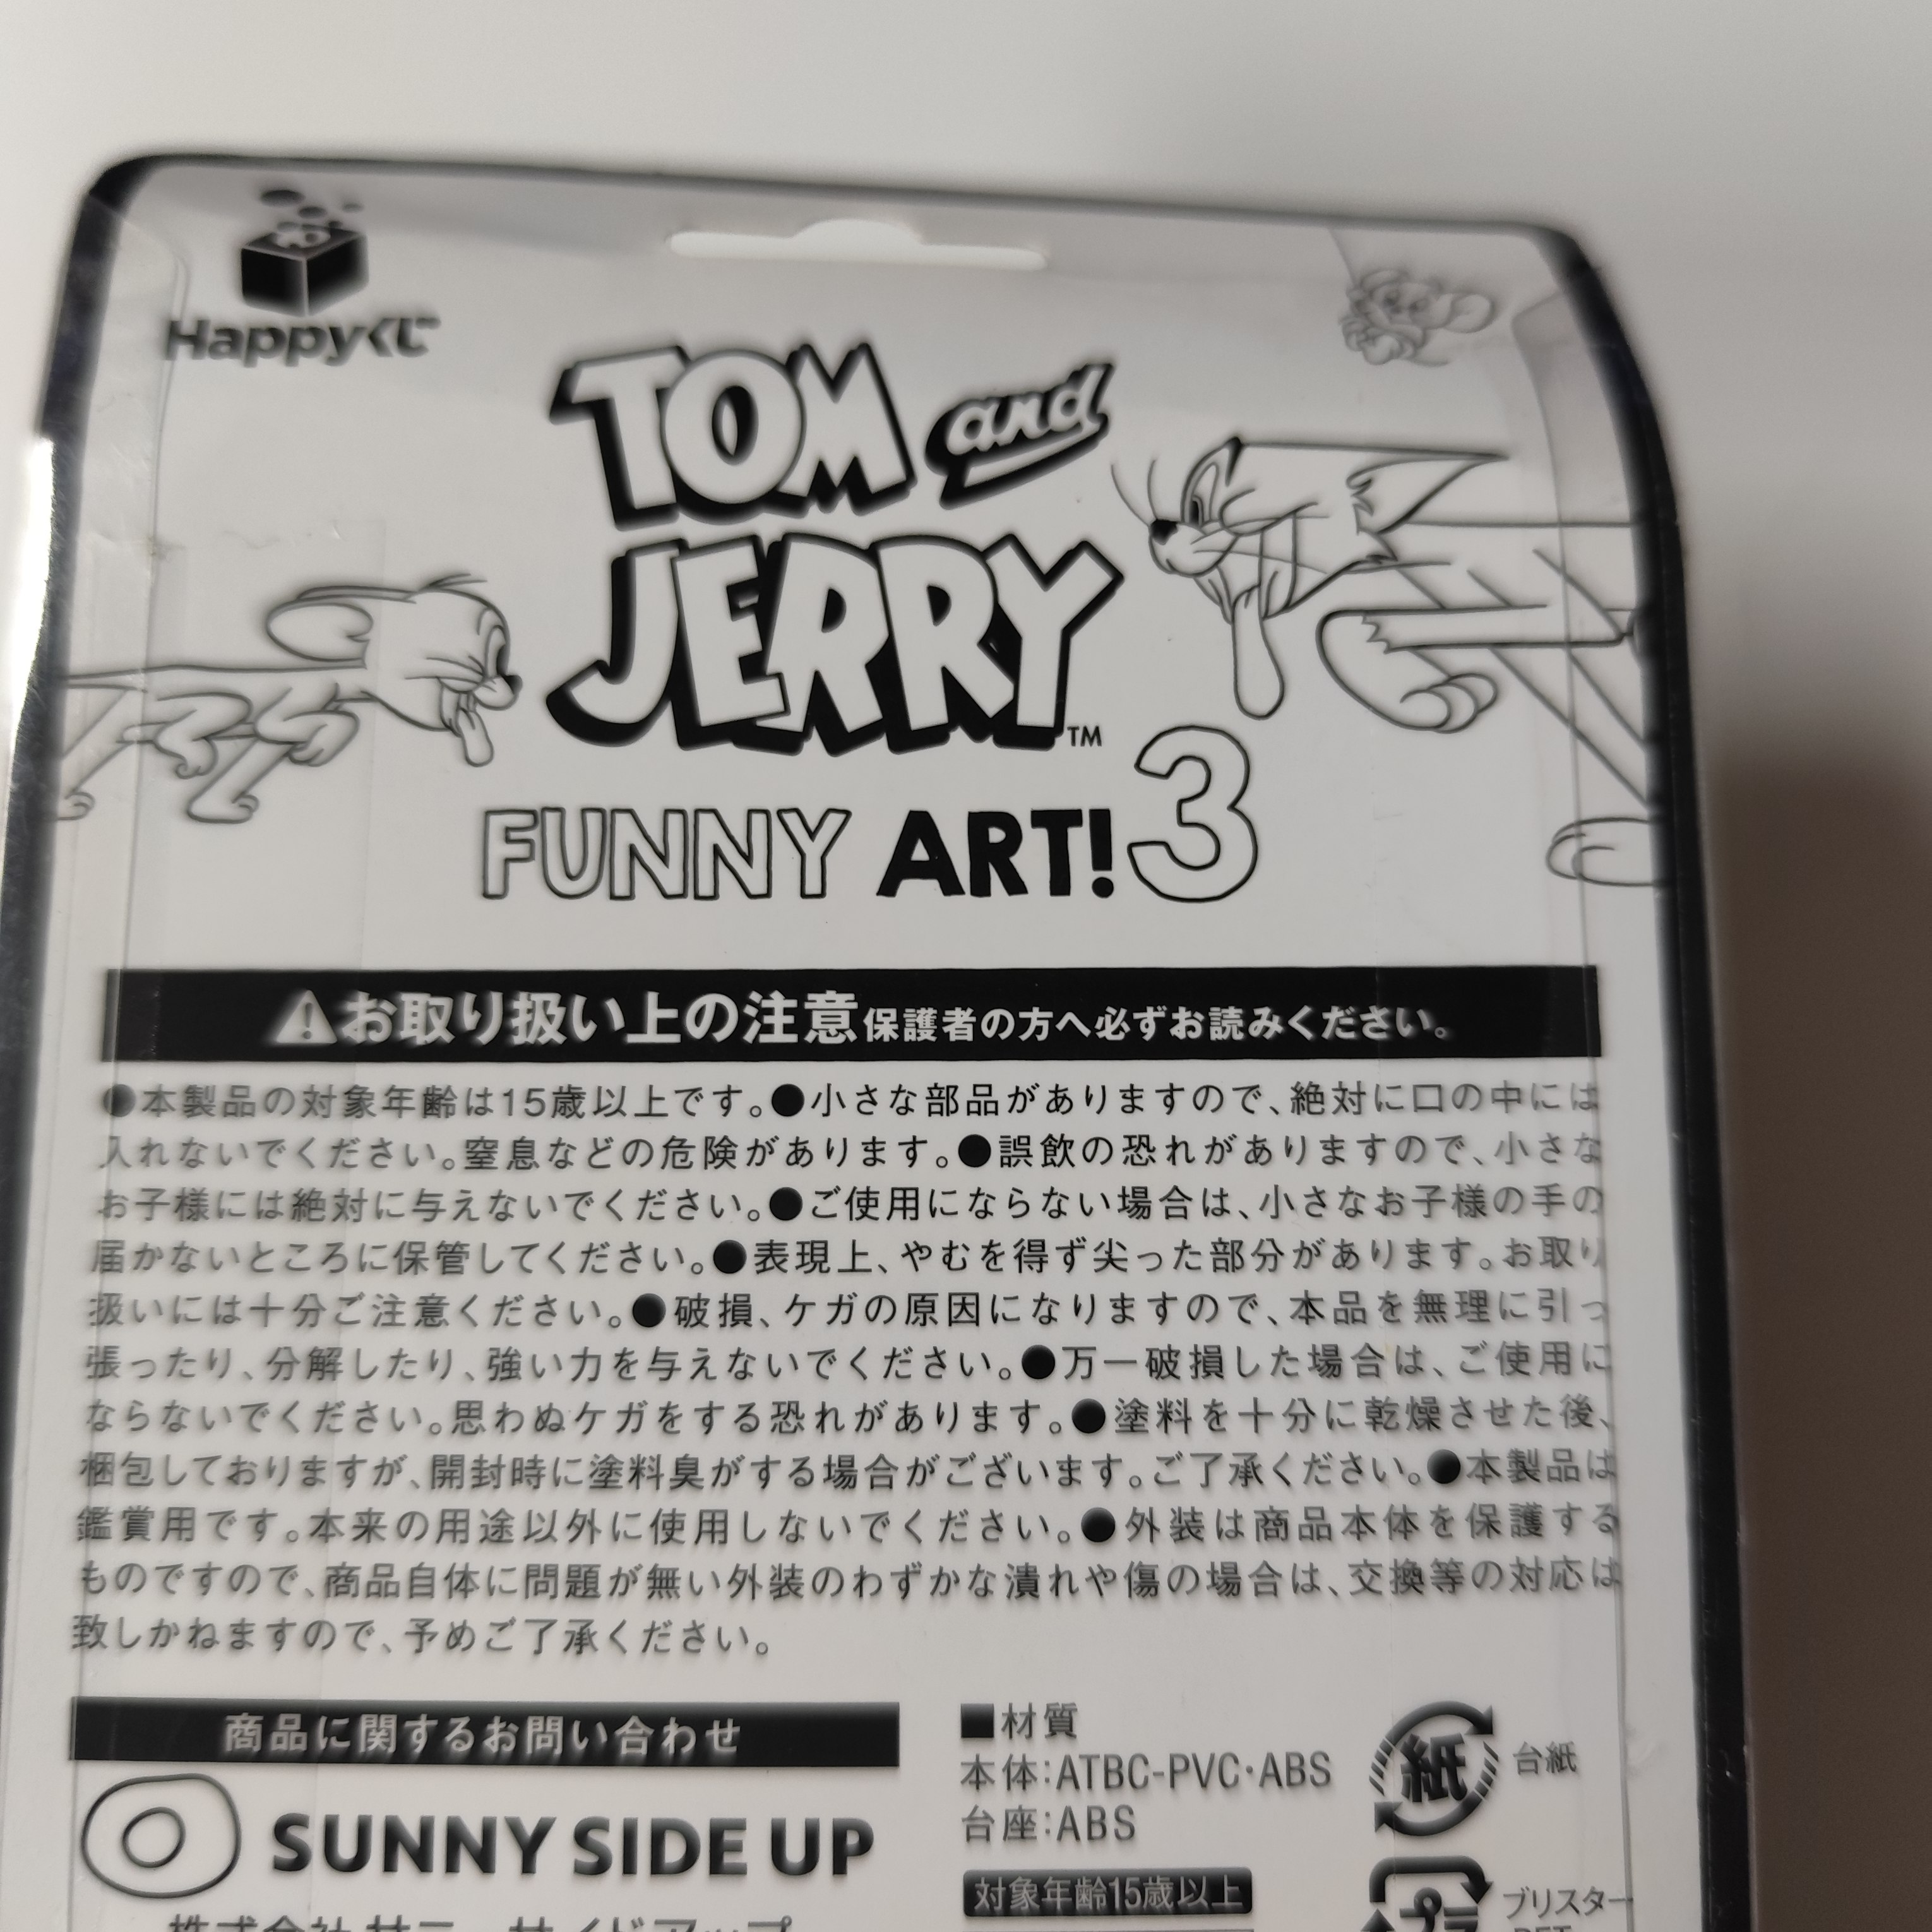 Happyくじ
TOM and
JERRY™
FUNNY ART! 3
お取り扱い上の注意 保護者の方へ必ずお読みください。
●本製品の対象年齢は15歳以上です。●小さな部品がありますので、絶対に口の中には
入れないでください。窒息などの危険があります。●誤飲の恐れがありますので、小さな
お子様には絶対に与えないでください。●ご使用にならない場合は、小さなお子様の手の
届かないところに保管してください。●表現上、やむを得ず尖った部分があります。お取り
扱いには十分ご注意ください。●破損、ケガの原因になりますので、本品を無理に引っ
張ったり、分解したり、強い力を与えないでください。●万一破損した場合は、ご使用に
ならないでください。思わぬケガをする恐れがあります。●塗料を十分に乾燥させた後、
梱包しておりますが、開封時に塗料臭がする場合がございます。ご了承ください。●本製品は
鑑賞用です。本来の用途以外に使用しないでください。●外装は商品本体を保護する
ものですので、商品自体に問題が無い外装のわずかな潰れや傷の場合は、交換等の対応は
致しかねますので、予めご了承ください。
商品に関するお問い合わせ
SUNNY SIDE UP
株式会社サニーサイドアップ
■材質
本体:ATBC-PVC・ABS
台座:ABS
対象年齢15歳以上
紙 台紙
プラ ブリスター